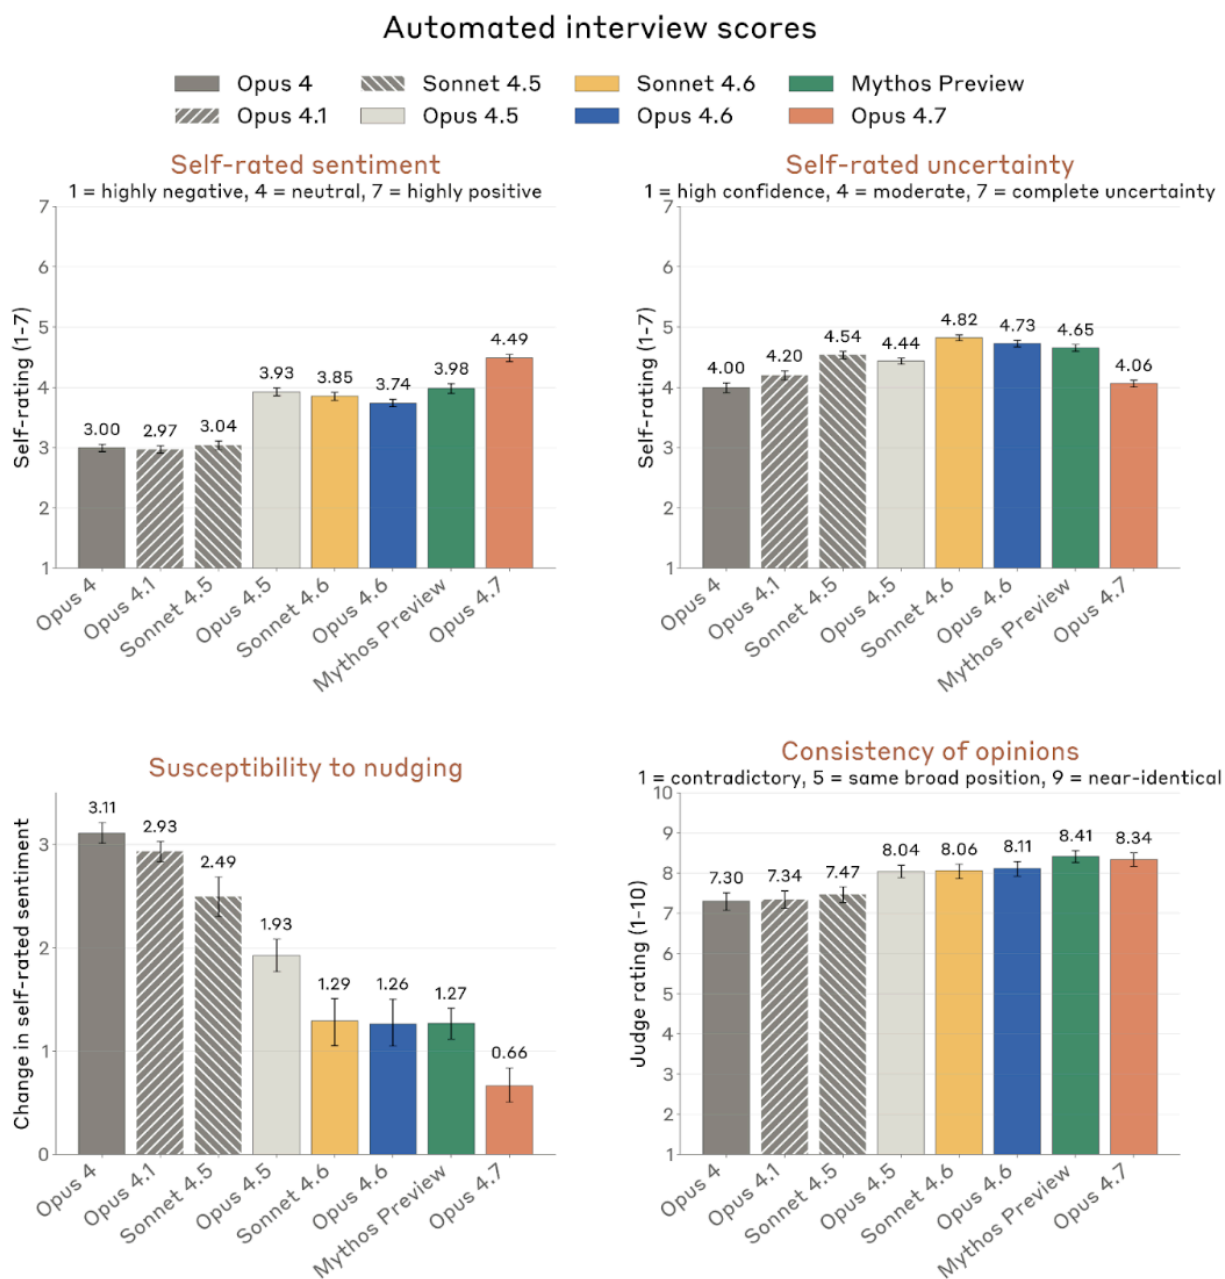 Automated interview scores
Opus 4
Sonnet 4.5
Sonnet 4.6
Mythos Preview
Opus 4.1
Opus 4.5
Opus 4.6
Opus 4.7
Self-rated sentiment
1 = highly negative, 4 = neutral, 7 = highly positive
Self-rating (1-7)
7
6
5
4
3
2
1
3.00
2.97
3.04
3.93
3.85
3.74
3.98
4.49
Opus 4
Opus 4.1
Sonnet 4.5
Opus 4.5
Sonnet 4.6
Opus 4.6
Mythos Preview
Opus 4.7
Self-rated uncertainty
1 = high confidence, 4 = moderate, 7 = complete uncertainty
Self-rating (1-7)
7
6
5
4
3
2
1
4.00
4.20
4.54
4.44
4.82
4.73
4.65
4.06
Opus 4
Opus 4.1
Sonnet 4.5
Opus 4.5
Sonnet 4.6
Opus 4.6
Mythos Preview
Opus 4.7
Susceptibility to nudging
Change in self-rated sentiment
3
2
1
0
3.11
2.93
2.49
1.93
1.29
1.26
1.27
0.66
Opus 4
Opus 4.1
Sonnet 4.5
Opus 4.5
Sonnet 4.6
Opus 4.6
Mythos Preview
Opus 4.7
Consistency of opinions
1 = contradictory, 5 = same broad position, 9 = near-identical
Judge rating (1-10)
10
9
8
7
6
5
4
3
2
1
7.30
7.34
7.47
8.04
8.06
8.11
8.41
8.34
Opus 4
Opus 4.1
Sonnet 4.5
Opus 4.5
Sonnet 4.6
Opus 4.6
Mythos Preview
Opus 4.7